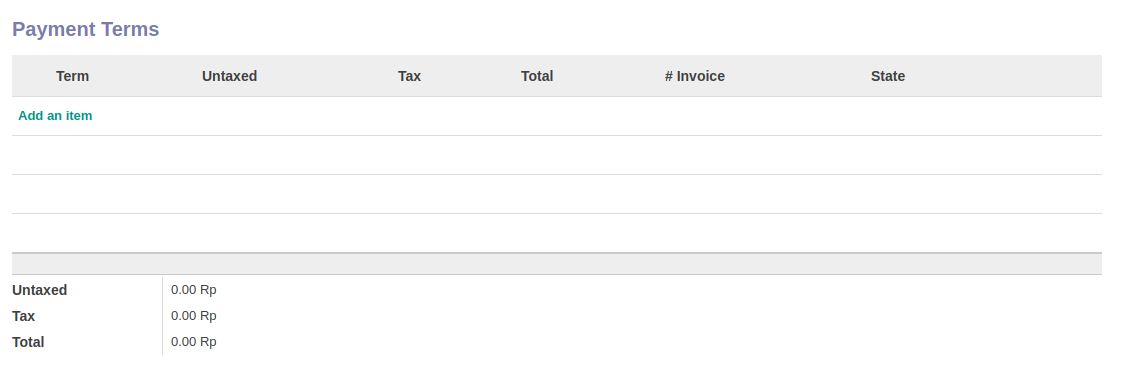 Payment Terms
Term Untaxed Tax Total # Invoice State
Add an item
Untaxed 0.00 Rp
Tax 0.00 Rp
Total 0.00 Rp